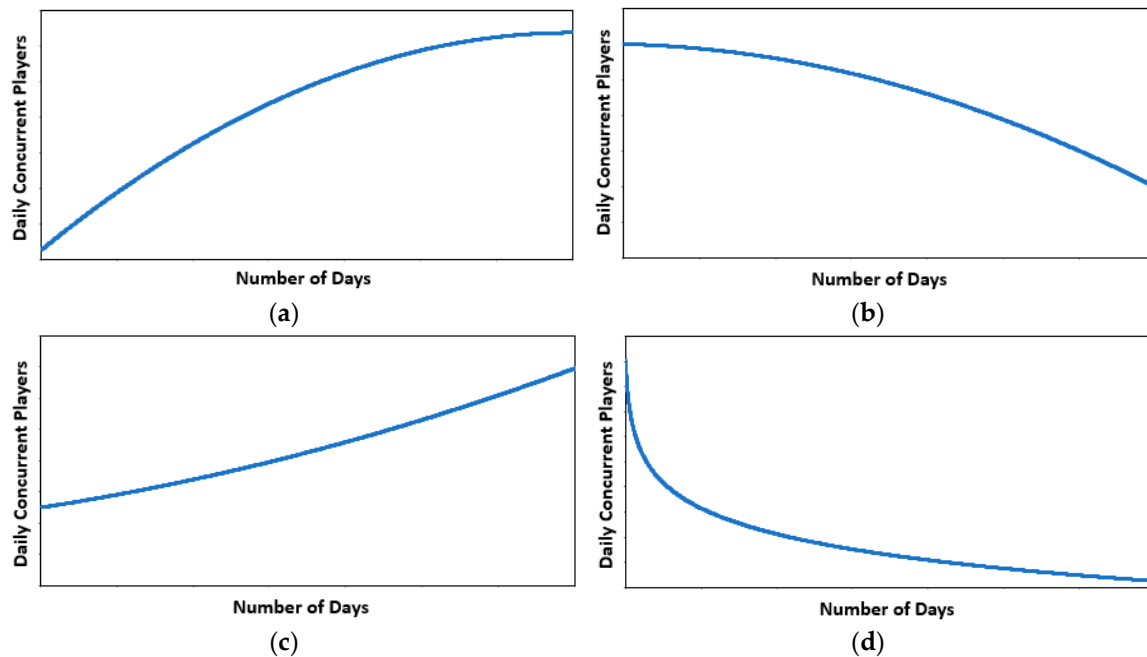 Daily Concurrent Players
Number of Days
(a)
Daily Concurrent Players
Number of Days
(b)
Daily Concurrent Players
Number of Days
(c)
Daily Concurrent Players
Number of Days
(d)